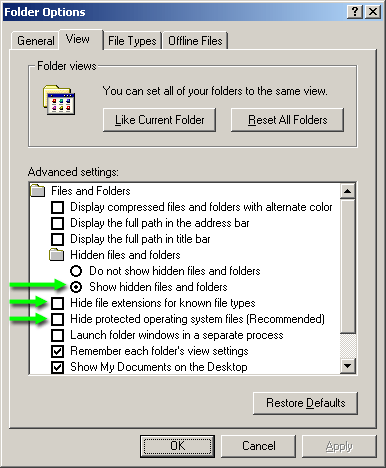 Folder Options
General
View
File Types
Offline Files
Folder views
You can set all of your folders to the same view.
Like Current Folder
Reset All Folders
Advanced settings:
Files and Folders
Display compressed files and folders with alternate color
Display the full path in the address bar
Display the full path in title bar
Hidden files and folders
Do not show hidden files and folders
Show hidden files and folders
Hide file extensions for known file types
Hide protected operating system files (Recommended)
Launch folder windows in a separate process
Remember each folder's view settings
Show My Documents on the Desktop
Restore Defaults
OK
Cancel
Apply